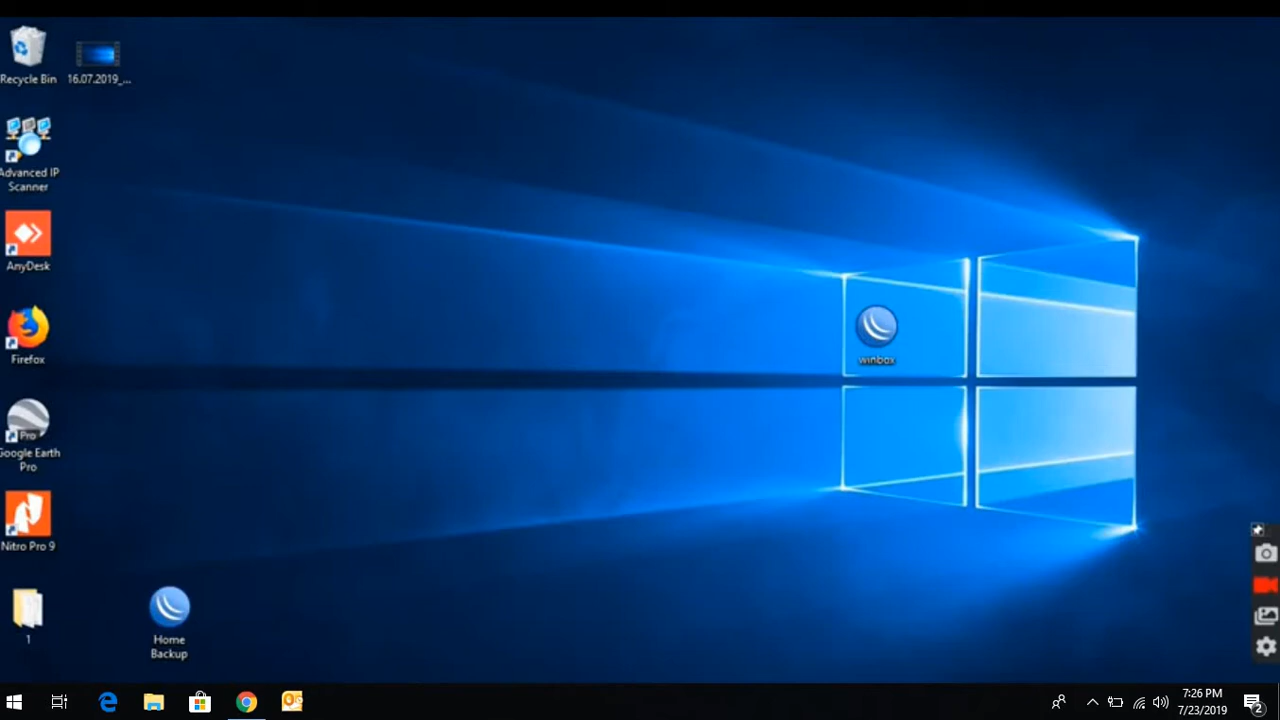 Recycle Bin
16.07.2019_...
Advanced IP
Scanner
AnyDesk
Firefox
winbox
Pro
Google Earth
Pro
Nitro Pro 9
1
Home
Backup
7:26 PM
7/23/2019
2